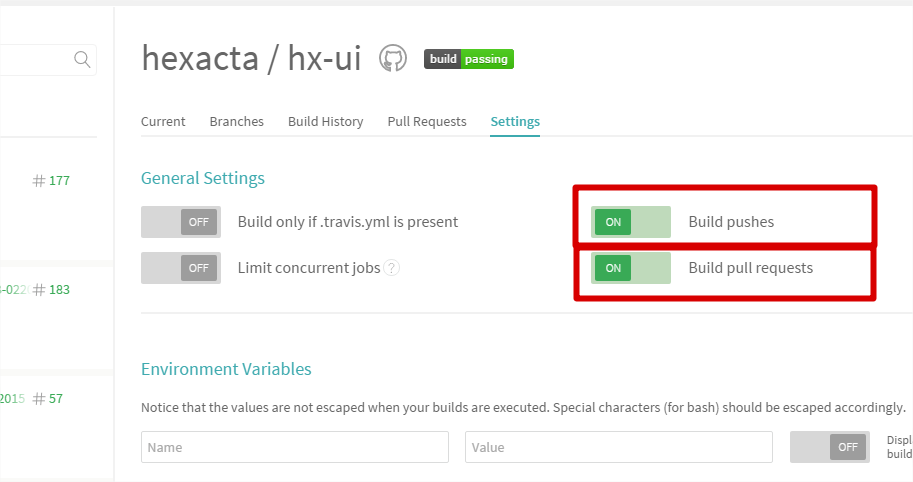 hexacta / hx-ui build passing
Current Branches Build History Pull Requests Settings
# 177
General Settings
OFF Build only if .travis.yml is present ON Build pushes
OFF Limit concurrent jobs ? ON Build pull requests
# 183
Environment Variables
2015 # 57
Notice that the values are not escaped when your builds are executed. Special characters (for bash) should be escaped accordingly.
Name Value OFF
build